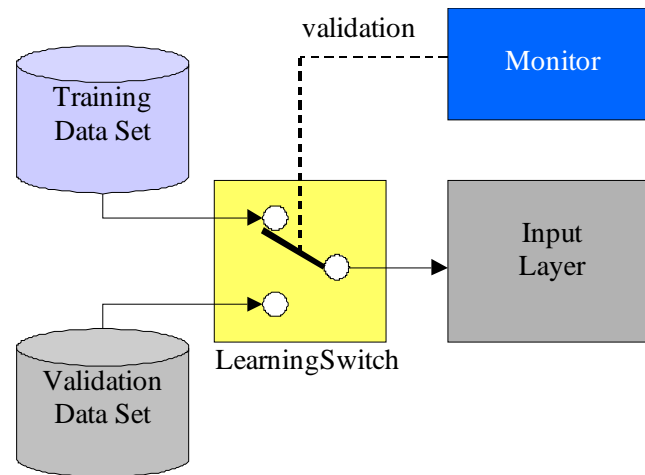 validation
Monitor
Training
Data Set
Input
Layer
LearningSwitch
Validation
Data Set